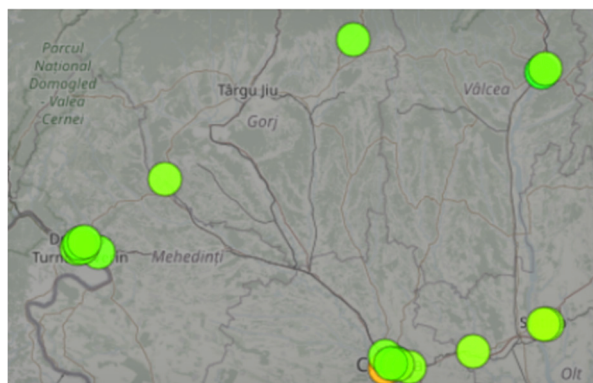 Parcul
Național
Domogled
- Valea
Cernei
Târgu Jiu
Gorj
Vâlcea
Mehedinți
Olt